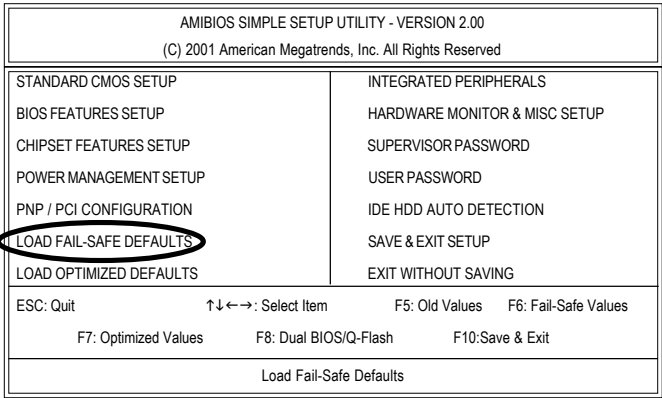 AMIBIOS SIMPLE SETUP UTILITY - VERSION 2.00
(C) 2001 American Megatrends, Inc. All Rights Reserved
STANDARD CMOS SETUP
BIOS FEATURES SETUP
CHIPSET FEATURES SETUP
POWER MANAGEMENT SETUP
PNP / PCI CONFIGURATION
LOAD FAIL-SAFE DEFAULTS
LOAD OPTIMIZED DEFAULTS
INTEGRATED PERIPHERALS
HARDWARE MONITOR & MISC SETUP
SUPERVISOR PASSWORD
USER PASSWORD
IDE HDD AUTO DETECTION
SAVE & EXIT SETUP
EXIT WITHOUT SAVING
ESC: Quit ↑↓←→: Select Item F5: Old Values F6: Fail-Safe Values
F7: Optimized Values F8: Dual BIOS/Q-Flash F10:Save & Exit
Load Fail-Safe Defaults